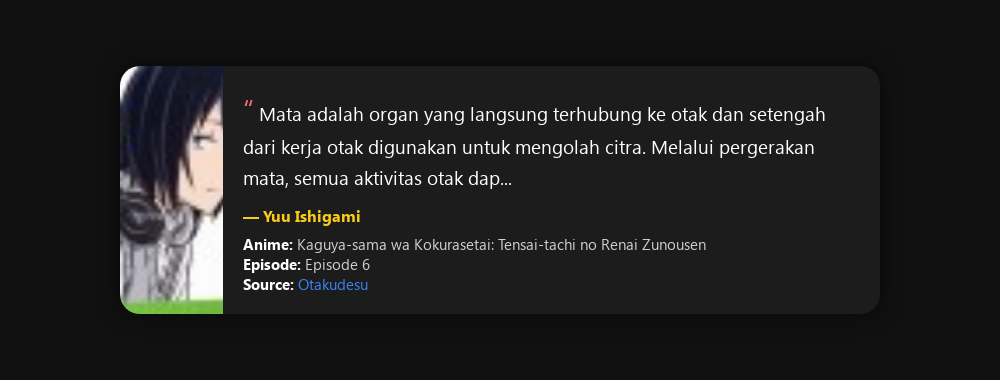 “ Mata adalah organ yang langsung terhubung ke otak dan setengah
dari kerja otak digunakan untuk mengolah citra. Melalui pergerakan
mata, semua aktivitas otak dap...
— Yuu Ishigami
Anime: Kaguya-sama wa Kokurasetai: Tensai-tachi no Renai Zunousen
Episode: Episode 6
Source: Otakudesu